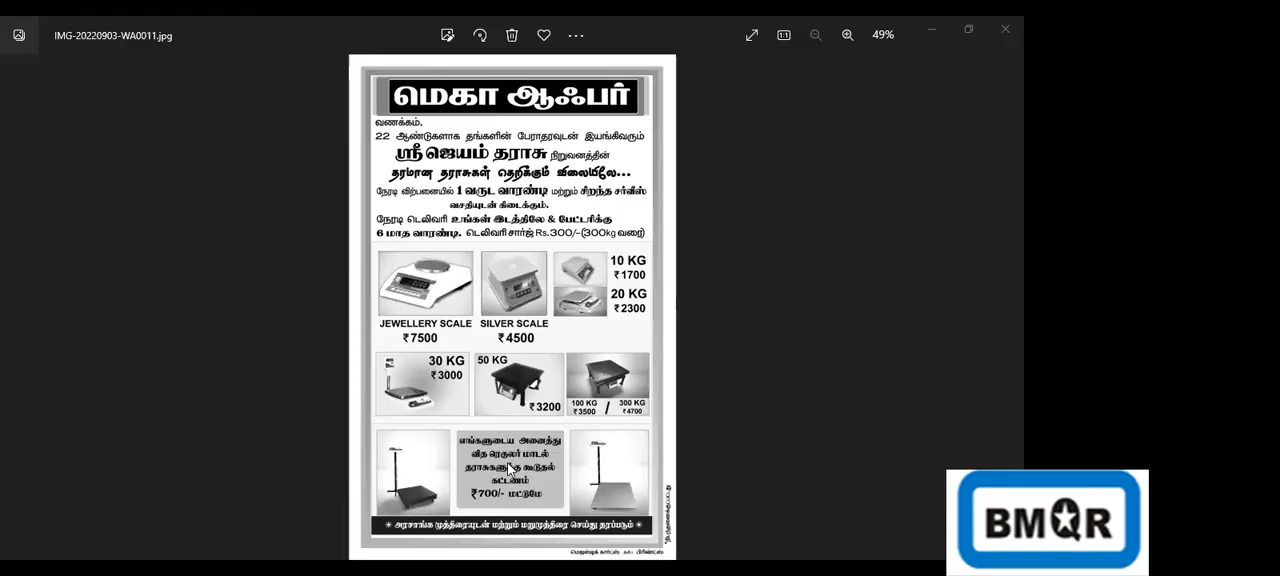 IMG-20220903-WA0011.jpg
49%
மெகா ஆஃபர்
வணக்கம்.
22 ஆண்டுகளாக தங்களின் பேராதரவுடன் இயங்கிவரும்
ஸ்ரீ ஜெயம் தராசு நிறுவனத்தின்
தரமான தராசுகள் தெறிக்கும் விலையிலே...
நேரடி விற்பனையில் 1 வருட வாரண்டி மற்றும் சிறந்த சர்வீஸ்
வசதியுடன் கிடைக்கும்.
நேரடி டெலிவரி உங்கள் இடத்திலே & பேட்டரிக்கு
6 மாத வாரண்டி. டெலிவரி சார்ஜ் Rs.300/-(300kg வரை)
10 KG
₹1700
20 KG
₹2300
JEWELLERY SCALE
₹7500
SILVER SCALE
₹4500
30 KG
₹3000
50 KG
₹3200
100 KG
₹3500
/
300 KG
₹4700
எங்களுடைய அனைத்து
வித ரெகுலர் மாடல்
தராசுகளுக்கு கூடுதல்
கட்டணம்
₹700/- மட்டுமே
* அரசாங்க முத்திரையுடன் மற்றும் மறுமுத்திரை செய்து தரப்படும் *
BMQR